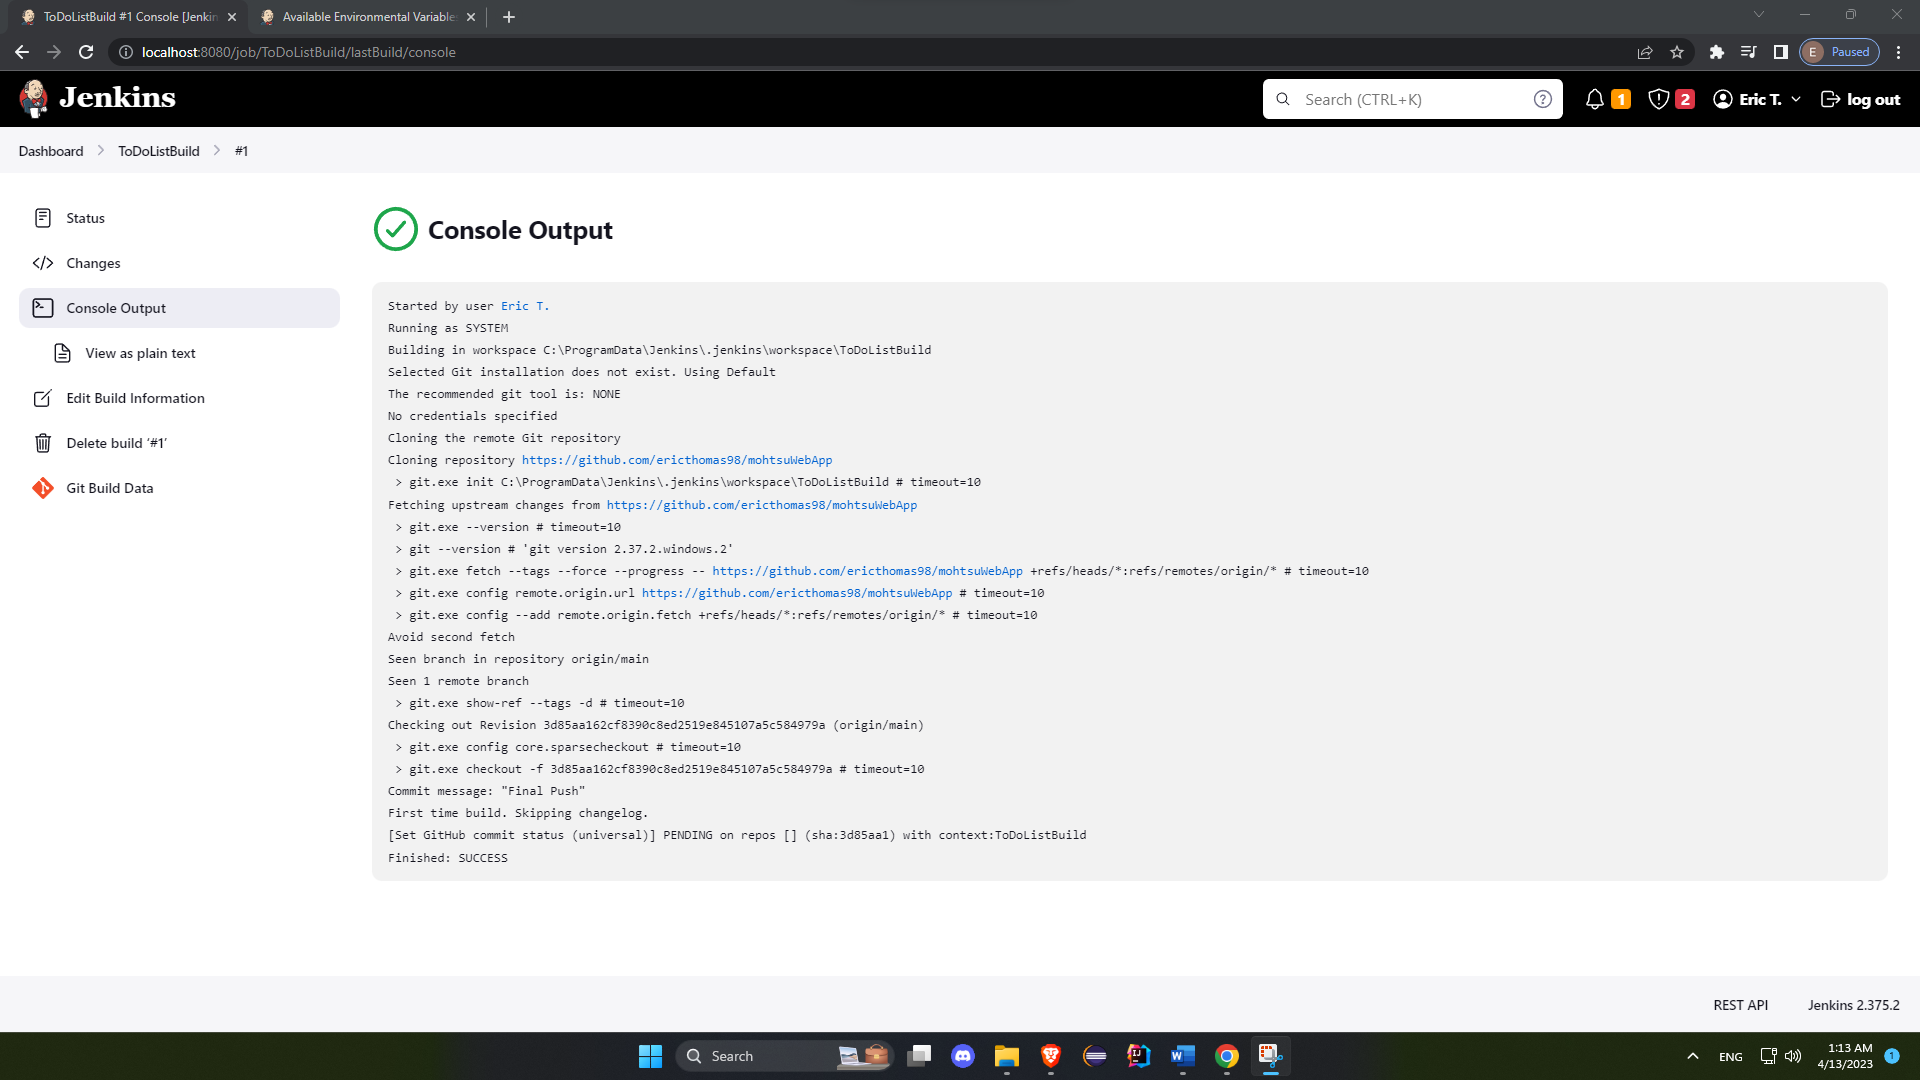 ToDoListBuild #1 Console [Jenkin
Available Environmental Variable
localhost:8080/job/ToDoListBuild/lastBuild/console
E Paused
Jenkins
Search (CTRL+K)
1
2
Eric T.
log out
Dashboard
ToDoListBuild
#1
Status
Changes
Console Output
View as plain text
Edit Build Information
Delete build ‘#1’
Git Build Data
Console Output
Started by user Eric T.
Running as SYSTEM
Building in workspace C:\ProgramData\Jenkins\.jenkins\workspace\ToDoListBuild
Selected Git installation does not exist. Using Default
The recommended git tool is: NONE
No credentials specified
Cloning the remote Git repository
Cloning repository https://github.com/ericthomas98/mohtsuWebApp
 > git.exe init C:\ProgramData\Jenkins\.jenkins\workspace\ToDoListBuild # timeout=10
Fetching upstream changes from https://github.com/ericthomas98/mohtsuWebApp
 > git.exe --version # timeout=10
 > git --version # 'git version 2.37.2.windows.2'
 > git.exe fetch --tags --force --progress -- https://github.com/ericthomas98/mohtsuWebApp +refs/heads/*:refs/remotes/origin/* # timeout=10
 > git.exe config remote.origin.url https://github.com/ericthomas98/mohtsuWebApp # timeout=10
 > git.exe config --add remote.origin.fetch +refs/heads/*:refs/remotes/origin/* # timeout=10
Avoid second fetch
Seen branch in repository origin/main
Seen 1 remote branch
 > git.exe show-ref --tags -d # timeout=10
Checking out Revision 3d85aa162cf8390c8ed2519e845107a5c584979a (origin/main)
 > git.exe config core.sparsecheckout # timeout=10
 > git.exe checkout -f 3d85aa162cf8390c8ed2519e845107a5c584979a # timeout=10
Commit message: "Final Push"
First time build. Skipping changelog.
[Set GitHub commit status (universal)] PENDING on repos [] (sha:3d85aa1) with context:ToDoListBuild
Finished: SUCCESS
REST API
Jenkins 2.375.2
Search
ENG
1:13 AM
4/13/2023
1